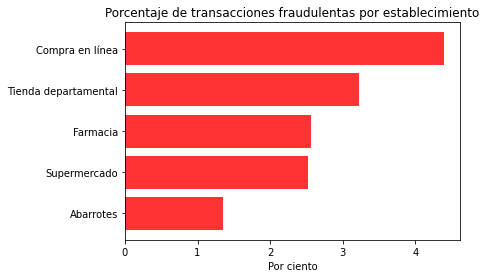 Porcentaje de transacciones fraudulentas por establecimiento
Compra en línea
Tienda departamental
Farmacia
Supermercado
Abarrotes
0 1 2 3 4
Por ciento